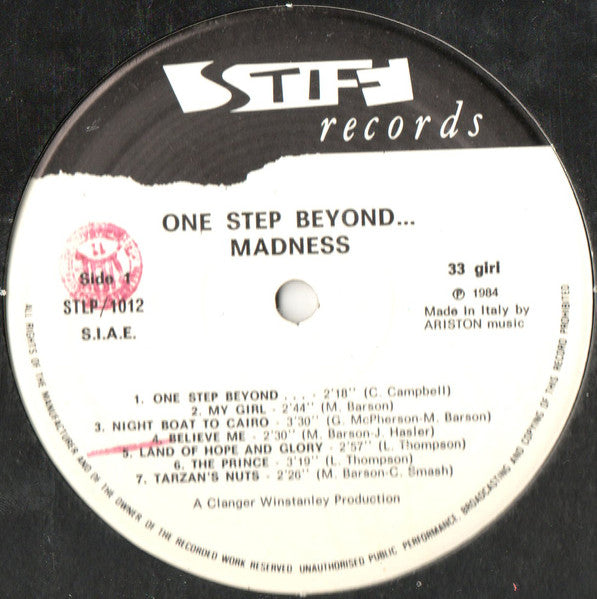 STIFF
records
ONE STEP BEYOND...
MADNESS
Side 1
STLP/1012
S.I.A.E.
33 giri
℗ 1984
Made in Italy by
ARISTON music
1. ONE STEP BEYOND . . . . 2'18'' (C. Campbell)
2. MY GIRL - 2'44'' (M. Barson)
3. NIGHT BOAT TO CAIRO - 3'30'' (G. McPherson-M. Barson)
4. BELIEVE ME - 2'30'' (M. Barson-J. Hasler)
5. LAND OF HOPE AND GLORY - 2'57'' (L. Thompson)
6. THE PRINCE - 3'19'' (L. Thompson)
7. TARZAN'S NUTS - 2'26'' (M. Barson-C. Smash)
A Clanger Winstanley Production
ALL RIGHTS OF THE MANUFACTURER AND OF THE OWNER OF THE RECORDED WORK RESERVED UNAUTHORISED PUBLIC PERFORMANCE, BROADCASTING AND COPYING OF THIS RECORD PROHIBITED